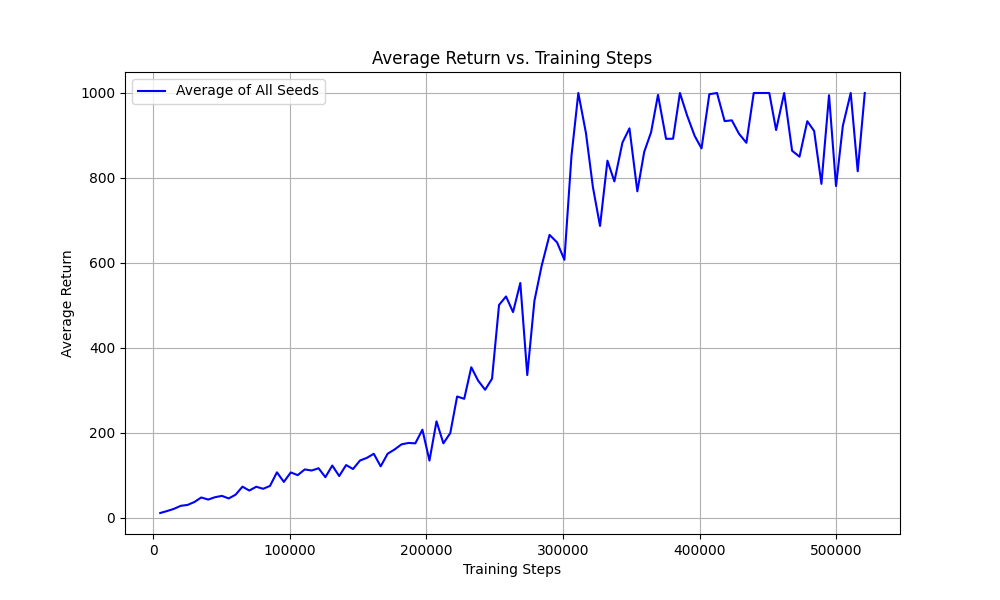 Average Return vs. Training Steps
Average of All Seeds
Average Return
1000
800
600
400
200
0
0 100000 200000 300000 400000 500000
Training Steps